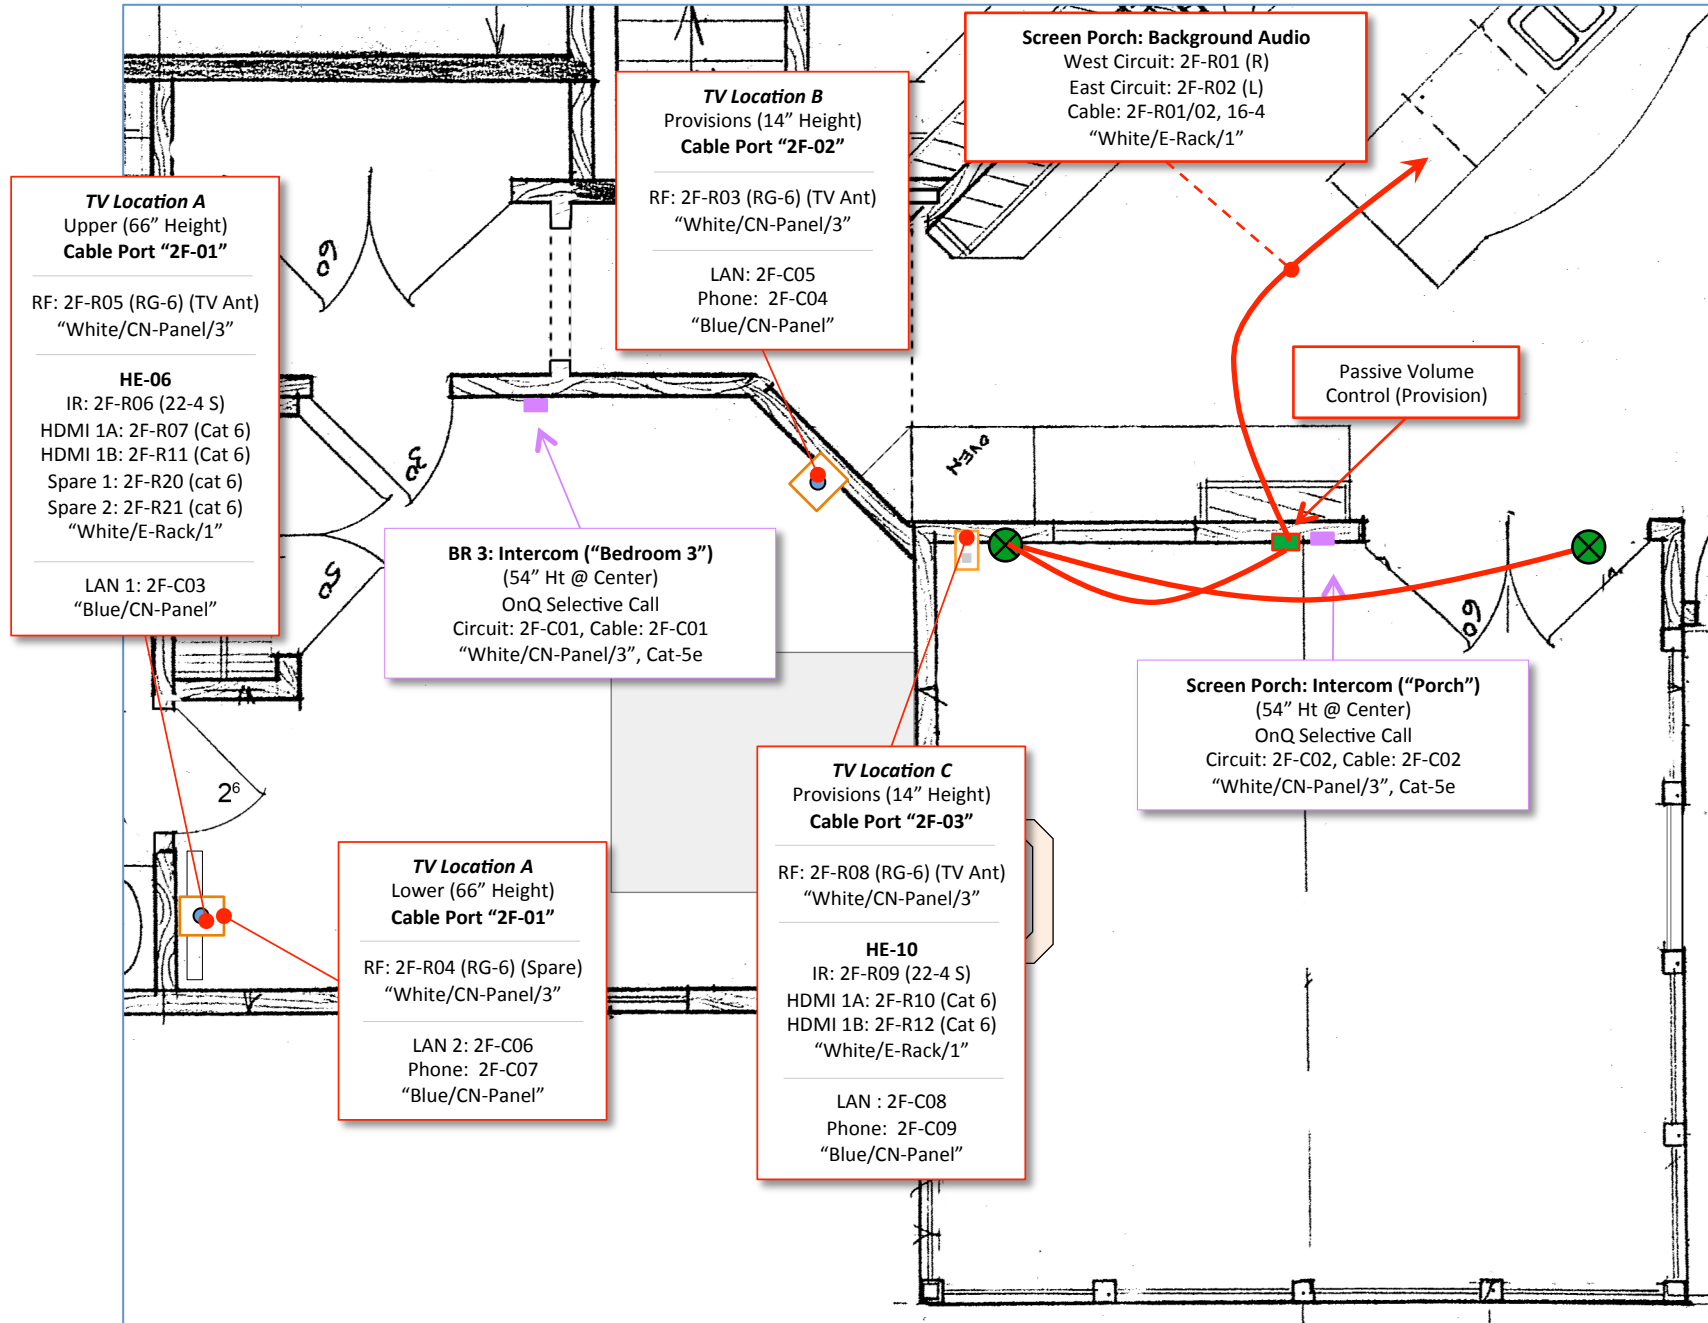 Screen Porch: Background Audio
West Circuit: 2F-R01 (R)
East Circuit: 2F-R02 (L)
Cable: 2F-R01/02, 16-4
“White/E-Rack/1”
TV Location B
Provisions (14” Height)
Cable Port “2F-02”
RF: 2F-R03 (RG-6) (TV Ant)
“White/CN-Panel/3”
LAN: 2F-C05
Phone: 2F-C04
“Blue/CN-Panel”
TV Location A
Upper (66” Height)
Cable Port “2F-01”
RF: 2F-R05 (RG-6) (TV Ant)
“White/CN-Panel/3”
HE-06
IR: 2F-R06 (22-4 S)
HDMI 1A: 2F-R07 (Cat 6)
HDMI 1B: 2F-R11 (Cat 6)
Spare 1: 2F-R20 (cat 6)
Spare 2: 2F-R21 (cat 6)
“White/E-Rack/1”
LAN 1: 2F-C03
“Blue/CN-Panel”
Passive Volume
Control (Provision)
OVEN
BR 3: Intercom (“Bedroom 3”)
(54” Ht @ Center)
OnQ Selective Call
Circuit: 2F-C01, Cable: 2F-C01
“White/CN-Panel/3”, Cat-5e
Screen Porch: Intercom (“Porch”)
(54” Ht @ Center)
OnQ Selective Call
Circuit: 2F-C02, Cable: 2F-C02
“White/CN-Panel/3”, Cat-5e
2⁶
TV Location C
Provisions (14” Height)
Cable Port “2F-03”
RF: 2F-R08 (RG-6) (TV Ant)
“White/CN-Panel/3”
HE-10
IR: 2F-R09 (22-4 S)
HDMI 1A: 2F-R10 (Cat 6)
HDMI 1B: 2F-R12 (Cat 6)
“White/E-Rack/1”
LAN : 2F-C08
Phone: 2F-C09
“Blue/CN-Panel”
TV Location A
Lower (66” Height)
Cable Port “2F-01”
RF: 2F-R04 (RG-6) (Spare)
“White/CN-Panel/3”
LAN 2: 2F-C06
Phone: 2F-C07
“Blue/CN-Panel”